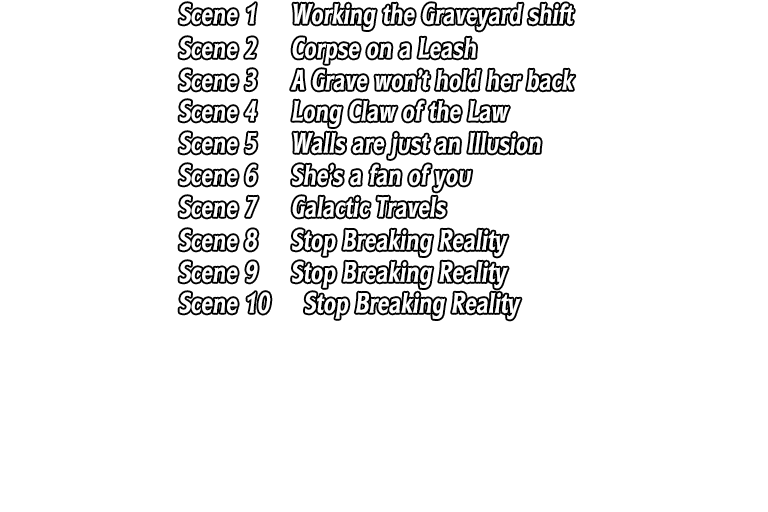 Scene 1 Working the Graveyard shift
Scene 2 Corpse on a Leash
Scene 3 A Grave won't hold her back
Scene 4 Long Claw of the Law
Scene 5 Walls are just an Illusion
Scene 6 She's a fan of you
Scene 7 Galactic Travels
Scene 8 Stop Breaking Reality
Scene 9 Stop Breaking Reality
Scene 10 Stop Breaking Reality